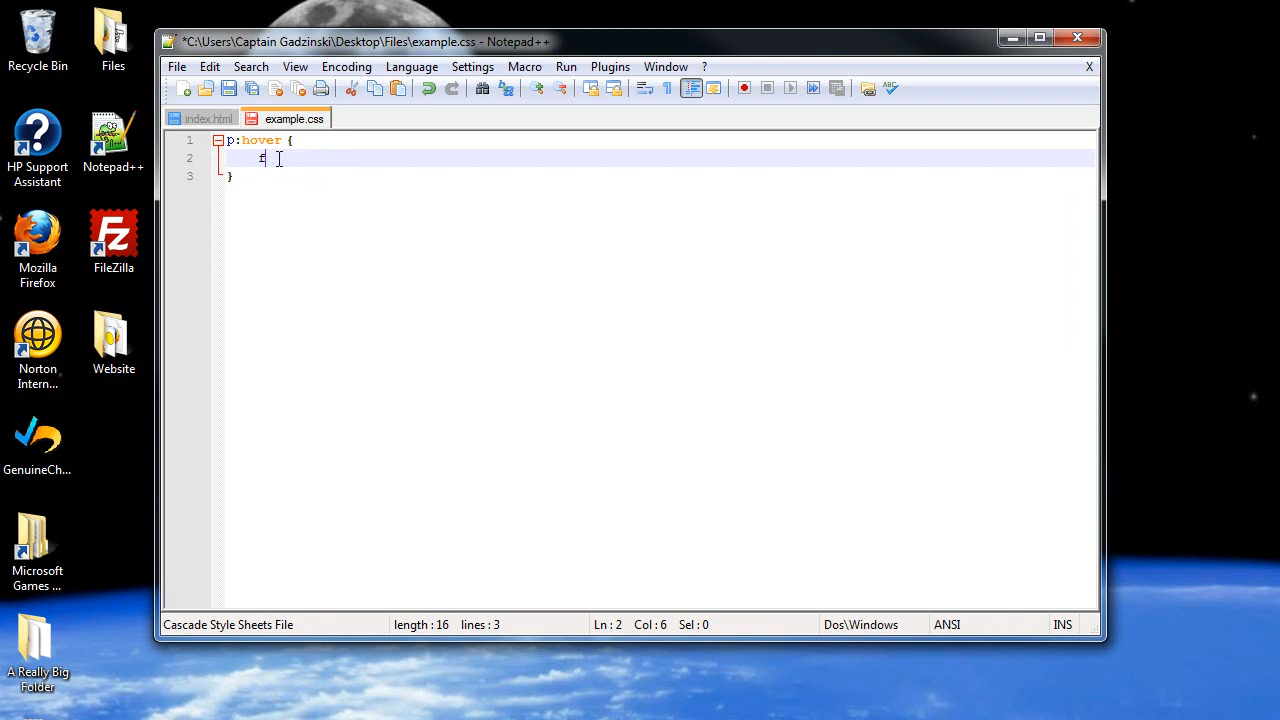 *C:\Users\Captain Gadzinski\Desktop\Files\example.css - Notepad++
File Edit Search View Encoding Language Settings Macro Run Plugins Window ? X
index.html example.css
1 p:hover {
2 f
3 }
Cascade Style Sheets File length : 16 lines : 3 Ln : 2 Col : 6 Sel : 0 Dos\Windows ANSI INS
Recycle Bin
Files
HP Support
Assistant
Notepad++
Mozilla
Firefox
FileZilla
Norton
Intern...
Website
GenuineCh...
Microsoft
Games ...
A Really Big
Folder